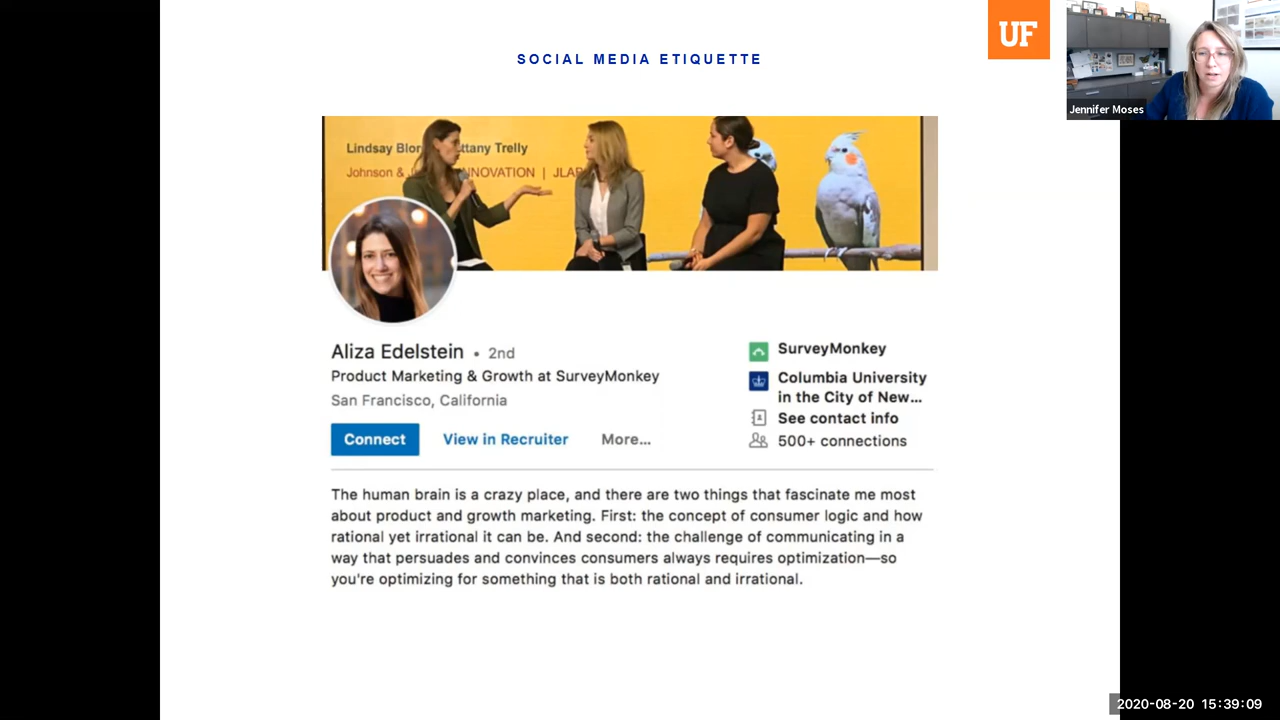 SOCIAL MEDIA ETIQUETTE
UF
Jennifer Moses
Lindsay Blor ttany Trelly
Johnson & J NNOVATION | JLAB
Aliza Edelstein • 2nd
Product Marketing & Growth at SurveyMonkey
San Francisco, California
Connect
View in Recruiter
More...
SurveyMonkey
Columbia University
in the City of New...
See contact info
500+ connections
The human brain is a crazy place, and there are two things that fascinate me most
about product and growth marketing. First: the concept of consumer logic and how
rational yet irrational it can be. And second: the challenge of communicating in a
way that persuades and convinces consumers always requires optimization—so
you're optimizing for something that is both rational and irrational.
2020-08-20 15:39:09